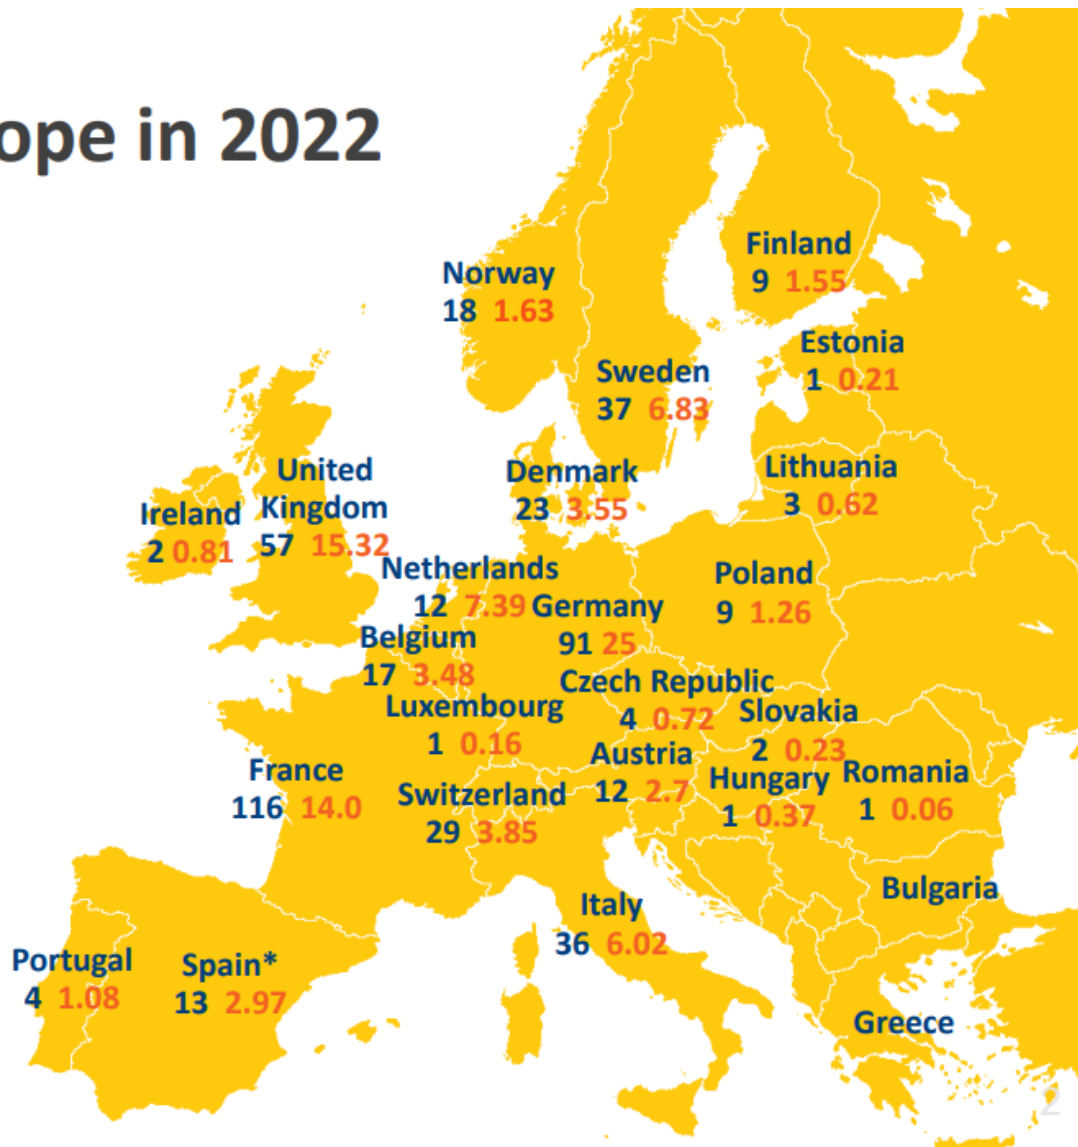 ope in 2022
Finland
9 1.55
Norway
18 1.63
Estonia
1 0.21
Sweden
37 6.83
United
Kingdom
57 15.32
Ireland
2 0.81
Denmark
23 3.55
Lithuania
3 0.62
Netherlands
12 7.39
Germany
91 25
Poland
9 1.26
Belgium
17 3.48
Czech Republic
4 0.72
Luxembourg
1 0.16
Slovakia
2 0.23
Austria
12 2.7
France
116 14.0
Switzerland
29 3.85
Hungary
1 0.37
Romania
1 0.06
Bulgaria
Italy
36 6.02
Portugal
4 1.08
Spain*
13 2.97
Greece
2